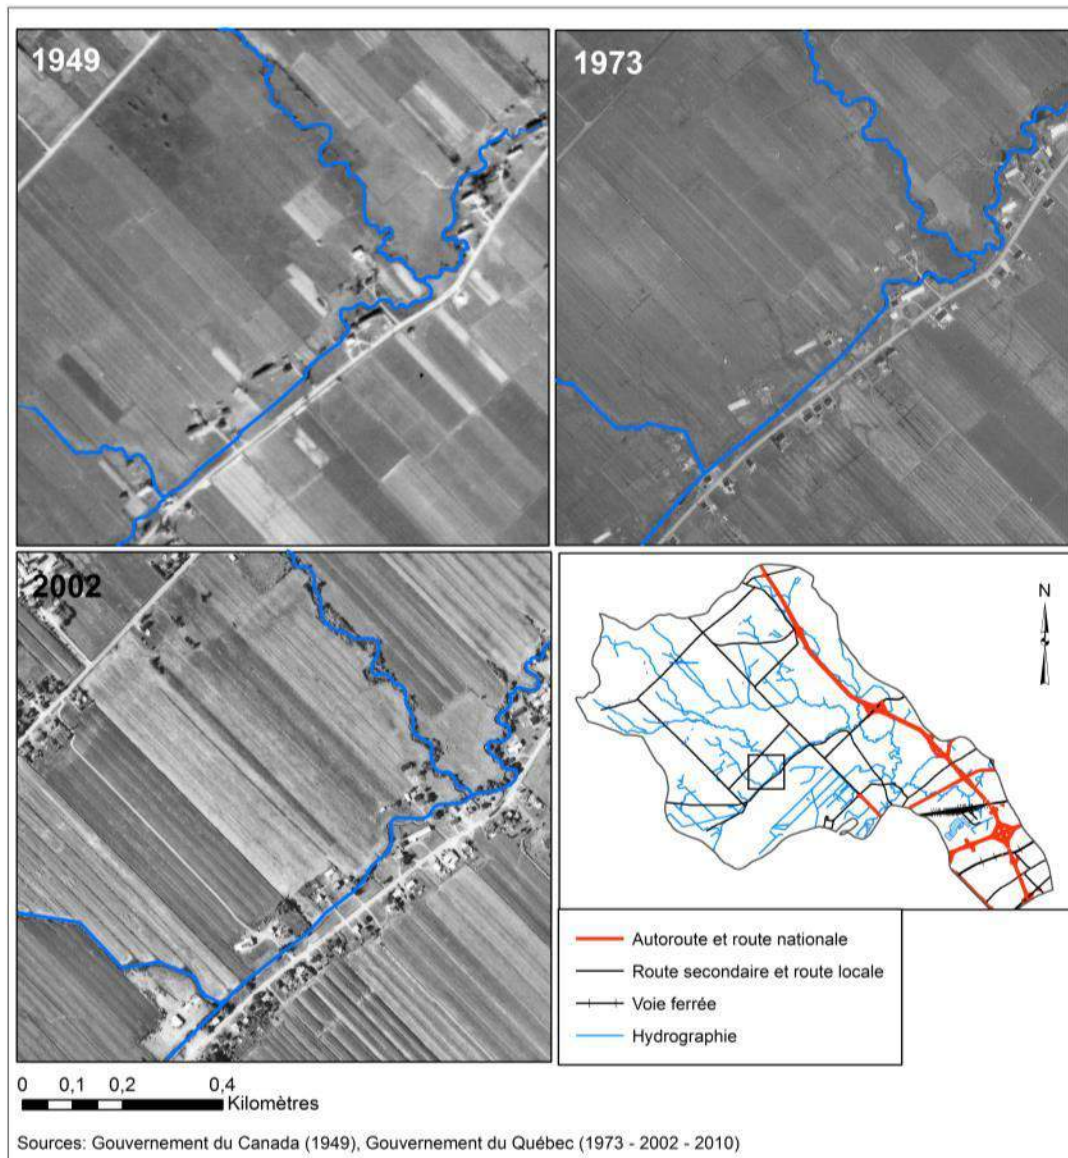 1949
1973
2002
N
Autoroute et route nationale
Route secondaire et route locale
Voie ferrée
Hydrographie
0 0,1 0,2 0,4
Kilomètres
Sources: Gouvernement du Canada (1949), Gouvernement du Québec (1973 - 2002 - 2010)